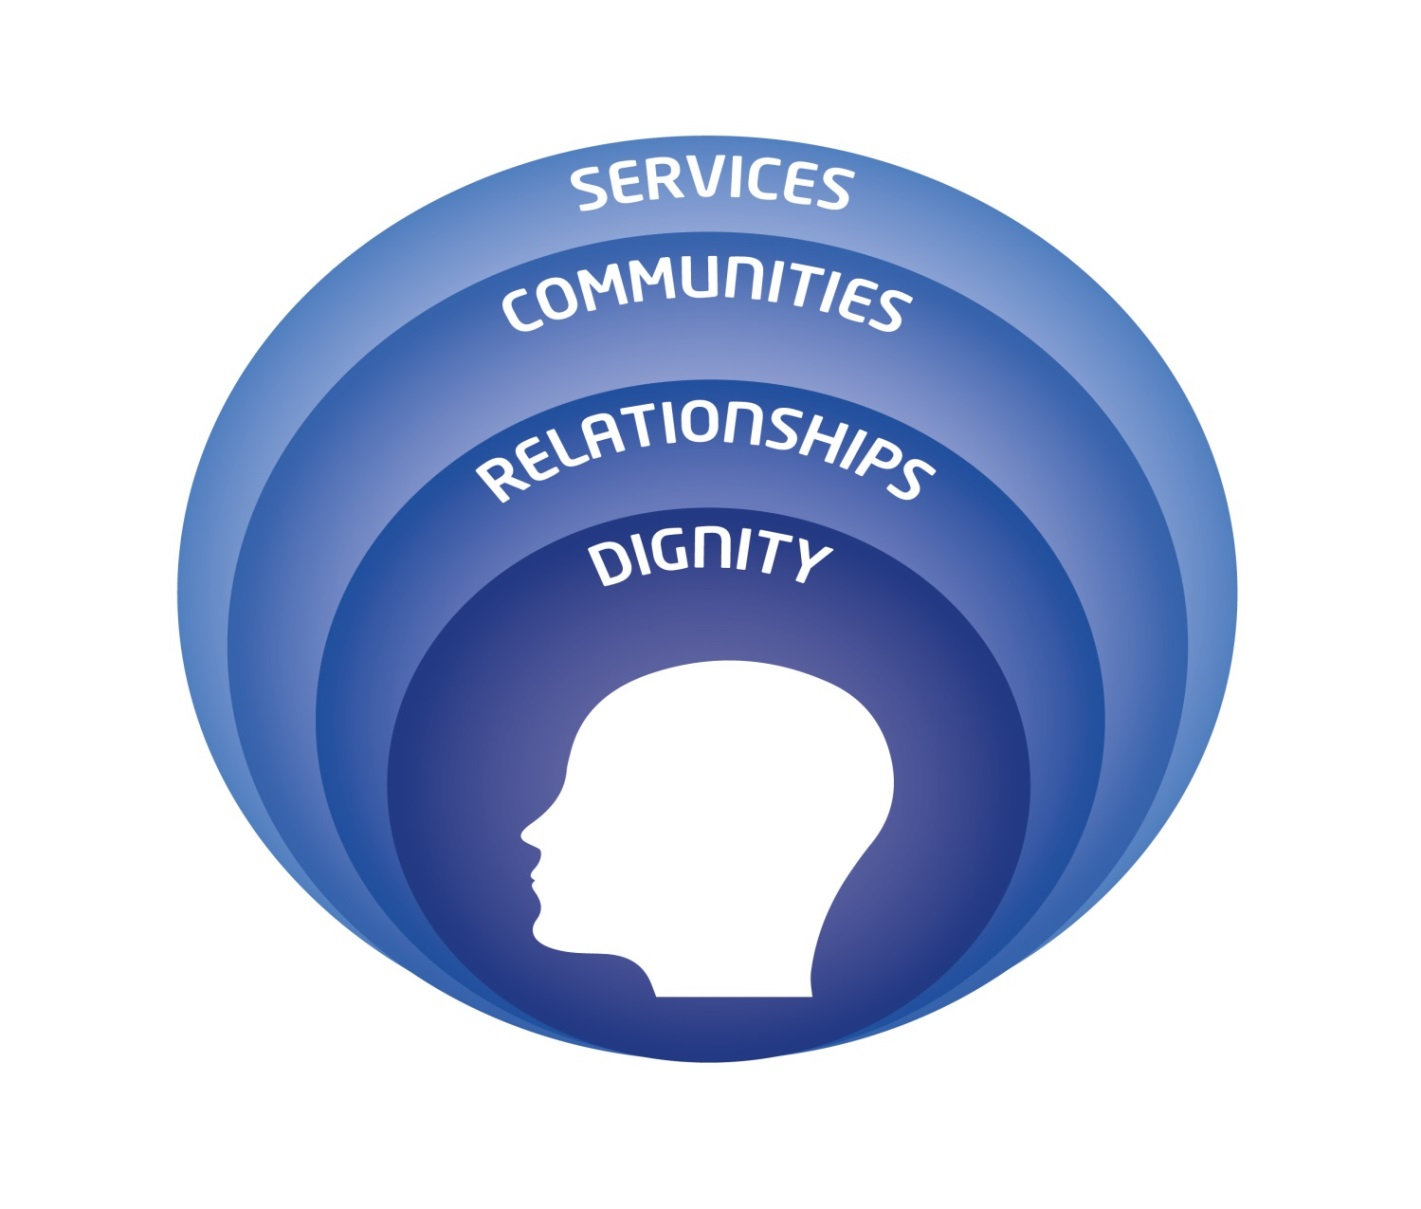 SERVICES
COMMUNITIES
RELATIONSHIPS
DIGNITY